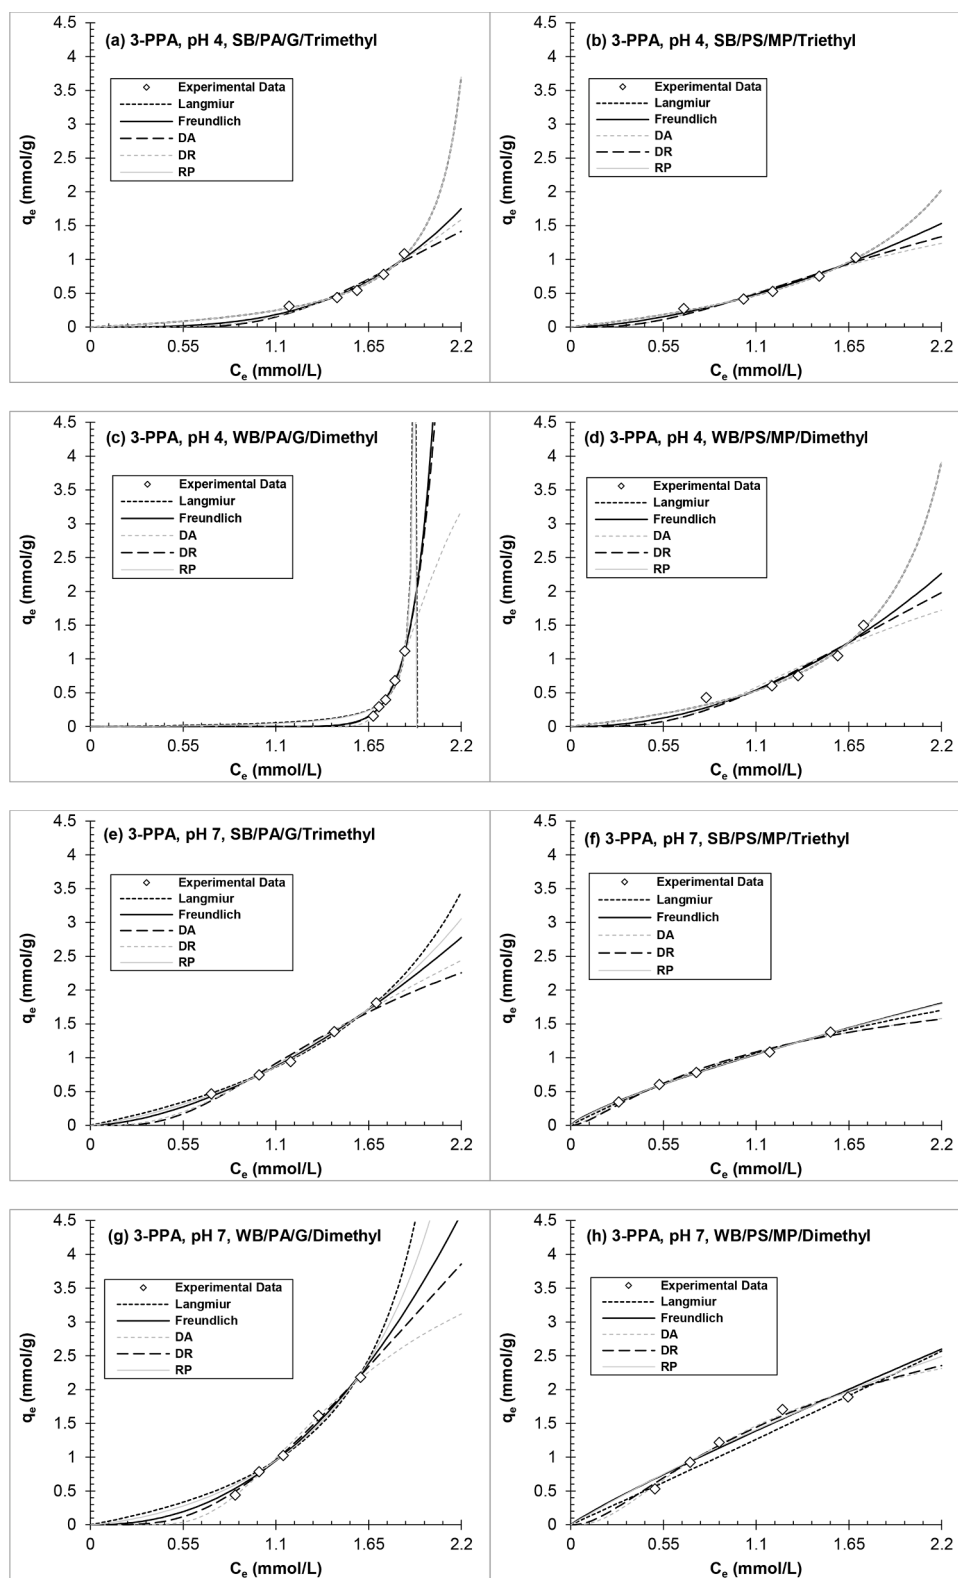 (a) 3-PPA, pH 4, SB/PA/G/Trimethyl
Experimental Data
Langmiur
Freundlich
DA
DR
RP
qe (mmol/g)
4.5
4
3.5
3
2.5
2
1.5
1
0.5
0
0 0.55 1.1 1.65 2.2
Ce (mmol/L)
(b) 3-PPA, pH 4, SB/PS/MP/Triethyl
Experimental Data
Langmiur
Freundlich
DA
DR
RP
qe (mmol/g)
4.5
4
3.5
3
2.5
2
1.5
1
0.5
0
0 0.55 1.1 1.65 2.2
Ce (mmol/L)
(c) 3-PPA, pH 4, WB/PA/G/Dimethyl
Experimental Data
Langmiur
Freundlich
DA
DR
RP
qe (mmol/g)
4.5
4
3.5
3
2.5
2
1.5
1
0.5
0
0 0.55 1.1 1.65 2.2
Ce (mmol/L)
(d) 3-PPA, pH 4, WB/PS/MP/Dimethyl
Experimental Data
Langmiur
Freundlich
DA
DR
RP
qe (mmol/g)
4.5
4
3.5
3
2.5
2
1.5
1
0.5
0
0 0.55 1.1 1.65 2.2
Ce (mmol/L)
(e) 3-PPA, pH 7, SB/PA/G/Trimethyl
Experimental Data
Langmiur
Freundlich
DA
DR
RP
qe (mmol/g)
4.5
4
3.5
3
2.5
2
1.5
1
0.5
0
0 0.55 1.1 1.65 2.2
Ce (mmol/L)
(f) 3-PPA, pH 7, SB/PS/MP/Triethyl
Experimental Data
Langmiur
Freundlich
DA
DR
RP
qe (mmol/g)
4.5
4
3.5
3
2.5
2
1.5
1
0.5
0
0 0.55 1.1 1.65 2.2
Ce (mmol/L)
(g) 3-PPA, pH 7, WB/PA/G/Dimethyl
Experimental Data
Langmiur
Freundlich
DA
DR
RP
qe (mmol/g)
4.5
4
3.5
3
2.5
2
1.5
1
0.5
0
0 0.55 1.1 1.65 2.2
Ce (mmol/L)
(h) 3-PPA, pH 7, WB/PS/MP/Dimethyl
Experimental Data
Langmiur
Freundlich
DA
DR
RP
qe (mmol/g)
4.5
4
3.5
3
2.5
2
1.5
1
0.5
0
0 0.55 1.1 1.65 2.2
Ce (mmol/L)